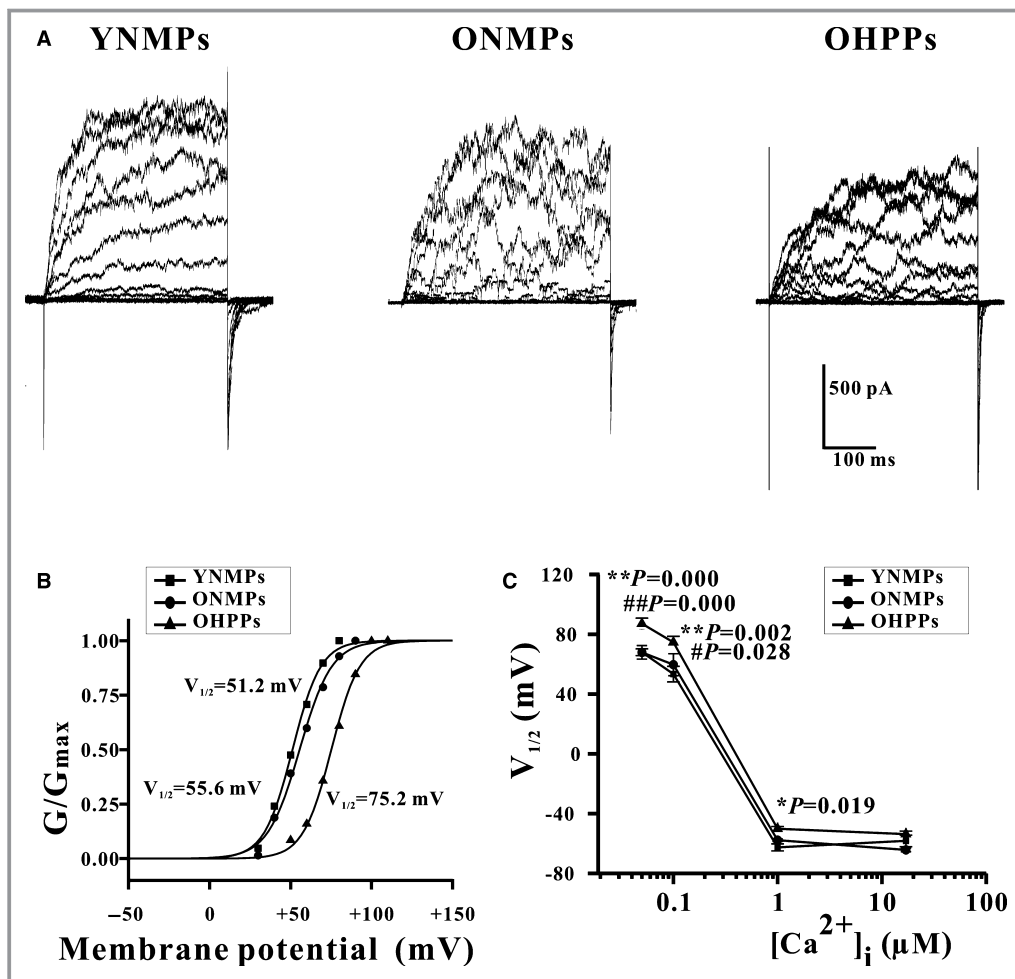 A
YNMPs ONMPs OHPPs
500 pA
100 ms
B
YNMPs
ONMPs
OHPPs
1.00
0.75
0.50
0.25
0.00
G/Gmax
V1/2=51.2 mV
V1/2=55.6 mV
V1/2=75.2 mV
−50 0 +50 +100 +150
Membrane potential (mV)
C
YNMPs
ONMPs
OHPPs
120
80
40
0
-40
-80
V1/2 (mV)
**P=0.000
##P=0.000
**P=0.002
#P=0.028
*P=0.019
0.1 1 10 100
[Ca2+]i (µM)